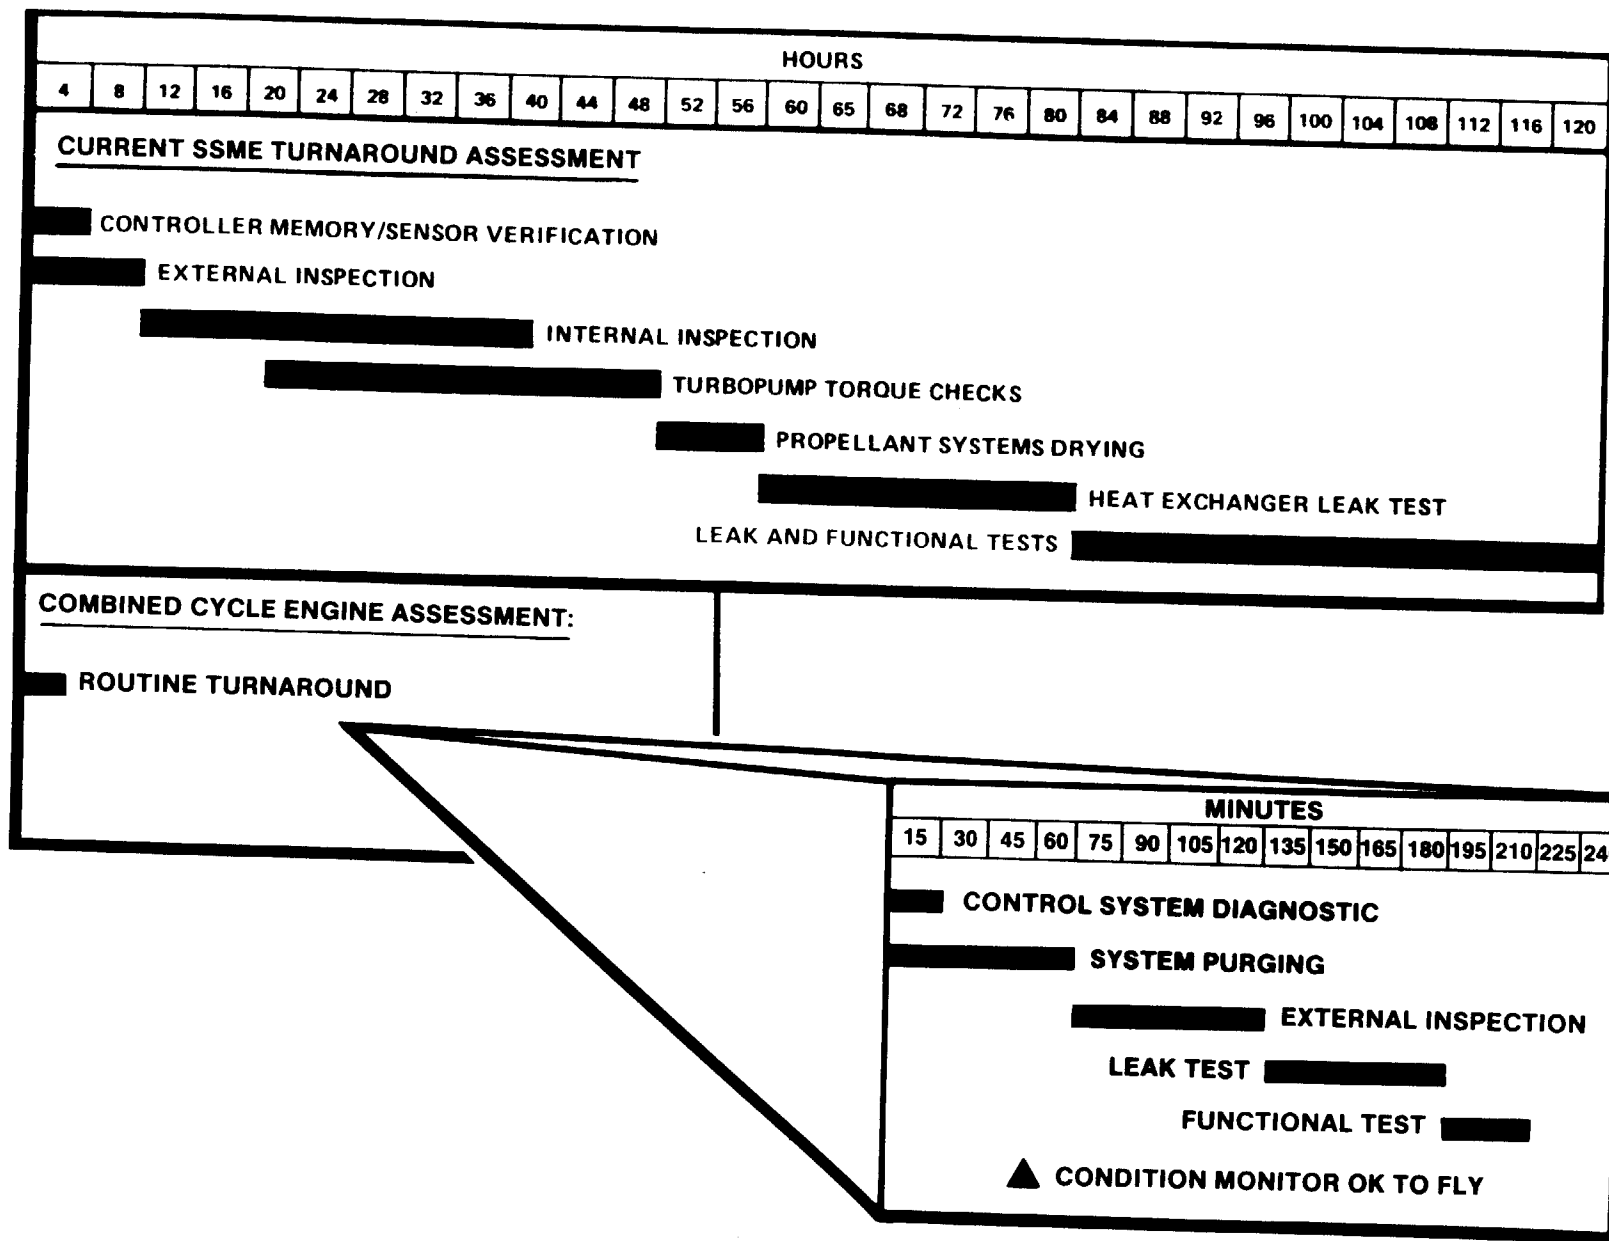 HOURS
4 8 12 16 20 24 28 32 36 40 44 48 52 56 60 65 68 72 76 80 84 88 92 96 100 104 108 112 116 120
CURRENT SSME TURNAROUND ASSESSMENT
CONTROLLER MEMORY/SENSOR VERIFICATION
EXTERNAL INSPECTION
INTERNAL INSPECTION
TURBOPUMP TORQUE CHECKS
PROPELLANT SYSTEMS DRYING
HEAT EXCHANGER LEAK TEST
LEAK AND FUNCTIONAL TESTS
COMBINED CYCLE ENGINE ASSESSMENT:
ROUTINE TURNAROUND
MINUTES
15 30 45 60 75 90 105 120 135 150 165 180 195 210 225 24
CONTROL SYSTEM DIAGNOSTIC
SYSTEM PURGING
EXTERNAL INSPECTION
LEAK TEST
FUNCTIONAL TEST
CONDITION MONITOR OK TO FLY